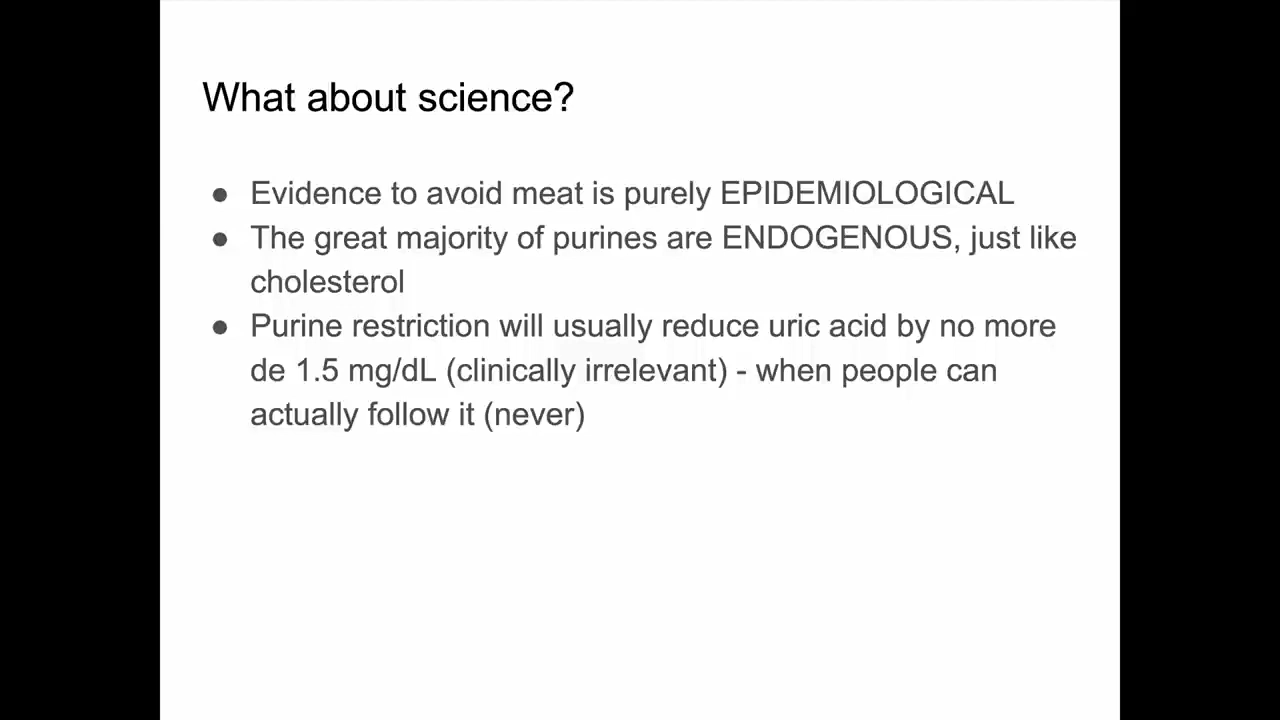 What about science?
● Evidence to avoid meat is purely EPIDEMIOLOGICAL
● The great majority of purines are ENDOGENOUS, just like
cholesterol
● Purine restriction will usually reduce uric acid by no more
de 1.5 mg/dL (clinically irrelevant) - when people can
actually follow it (never)